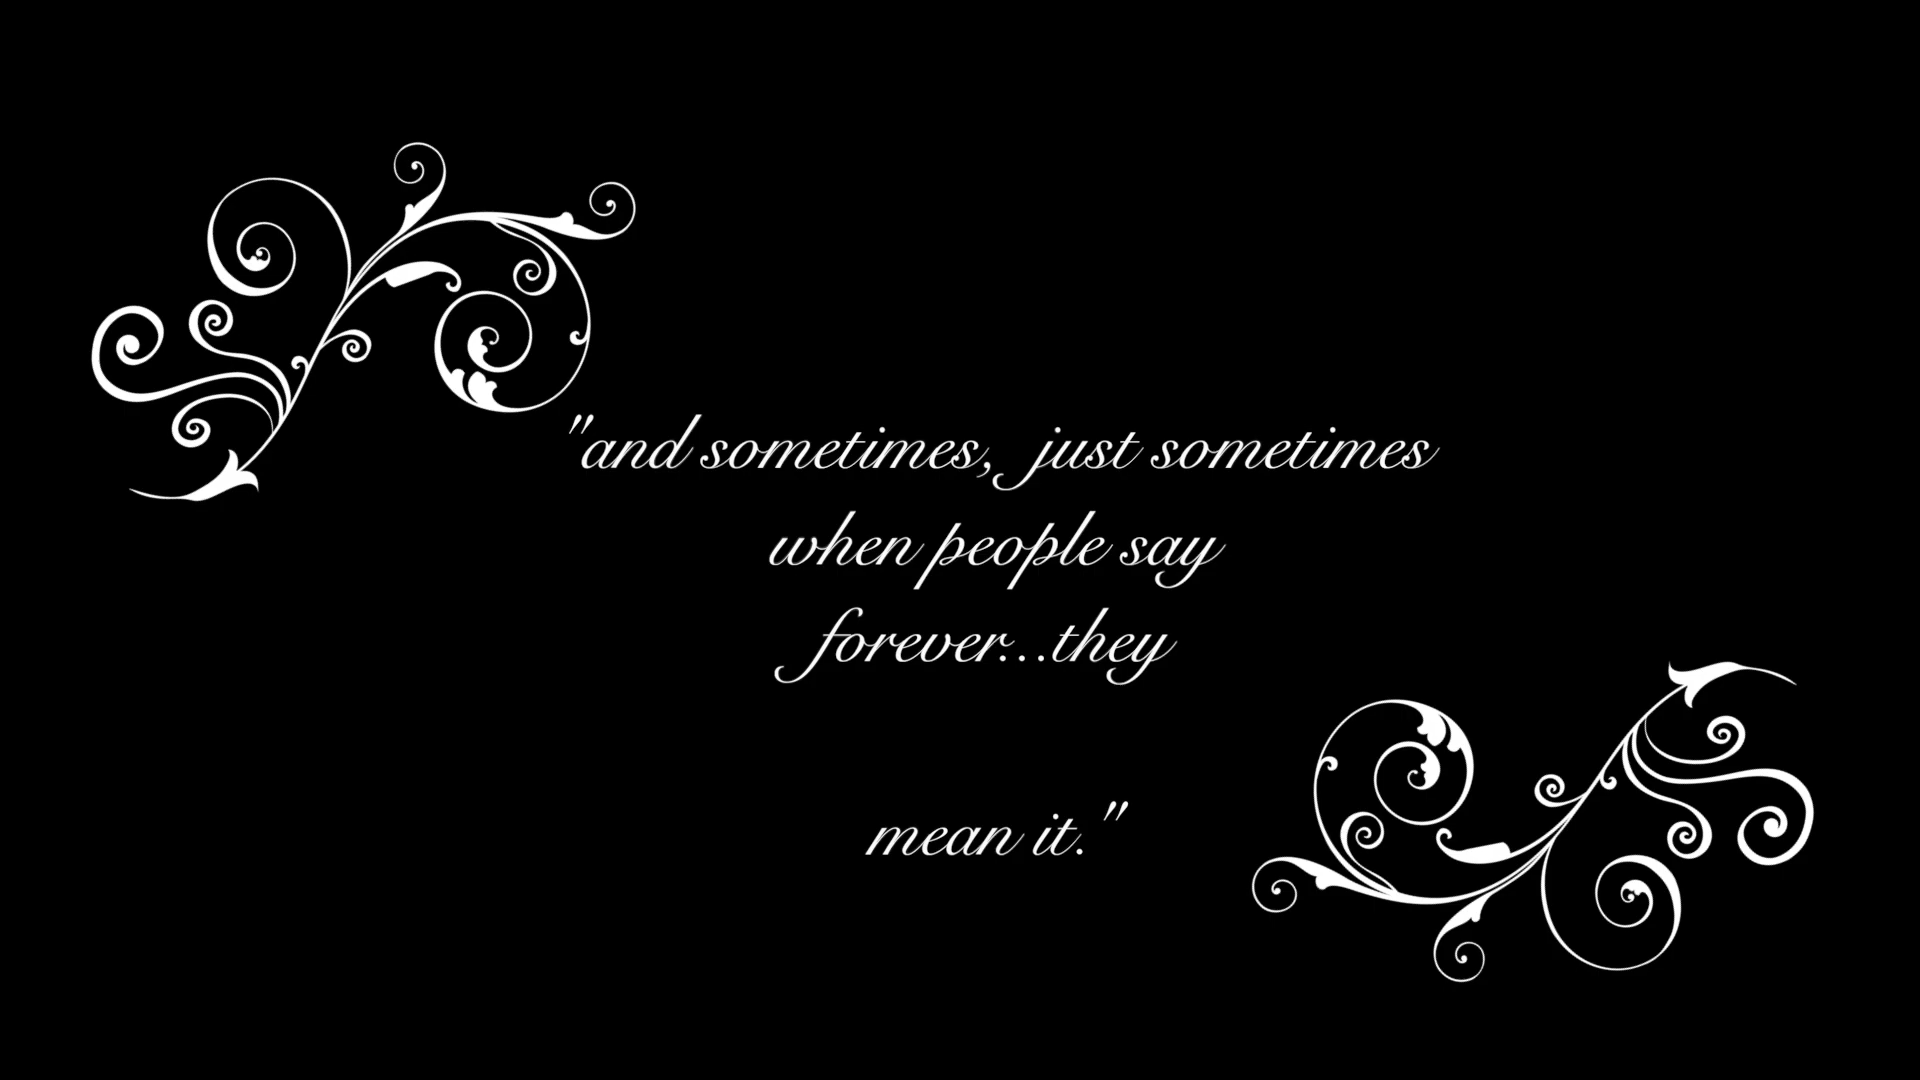 "and sometimes, just sometimes
when people say
forever...they
mean it."